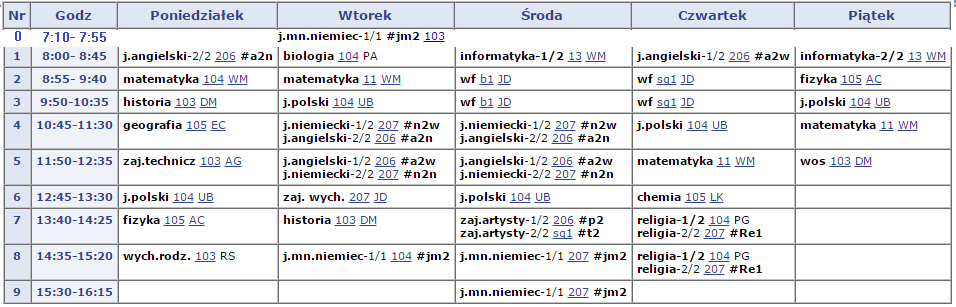 Nr Godz Poniedziałek Wtorek Środa Czwartek Piątek
0 7:10- 7:55 j.mn.niemiec-1/1 #jm2 103
1 8:00- 8:45 j.angielski-2/2 206 #a2n biologia 104 PA informatyka-1/2 13 WM j.angielski-1/2 206 #a2w informatyka-2/2 13 WM
2 8:55- 9:40 matematyka 104 WM matematyka 11 WM wf b1 JD wf sg1 JD fizyka 105 AC
3 9:50-10:35 historia 103 DM j.polski 104 UB wf b1 JD wf sg1 JD j.polski 104 UB
4 10:45-11:30 geografia 105 EC j.niemiecki-1/2 207 #n2w j.niemiecki-1/2 207 #n2w j.polski 104 UB matematyka 11 WM
j.angielski-2/2 206 #a2n j.angielski-2/2 206 #a2n
5 11:50-12:35 zaj.technicz 103 AG j.angielski-1/2 206 #a2w j.angielski-1/2 206 #a2w matematyka 11 WM wos 103 DM
j.niemiecki-2/2 207 #n2n j.niemiecki-2/2 207 #n2n
6 12:45-13:30 j.polski 104 UB zaj. wych. 207 JD j.polski 104 UB chemia 105 LK
7 13:40-14:25 fizyka 105 AC historia 103 DM zaj.artysty-1/2 206 #p2 religia-1/2 104 PG
zaj.artysty-2/2 sg1 #t2 religia-2/2 207 #Re1
8 14:35-15:20 wych.rodz. 103 RS j.mn.niemiec-1/1 104 #jm2 j.mn.niemiec-1/1 207 #jm2 religia-1/2 104 PG
religia-2/2 207 #Re1
9 15:30-16:15 j.mn.niemiec-1/1 207 #jm2